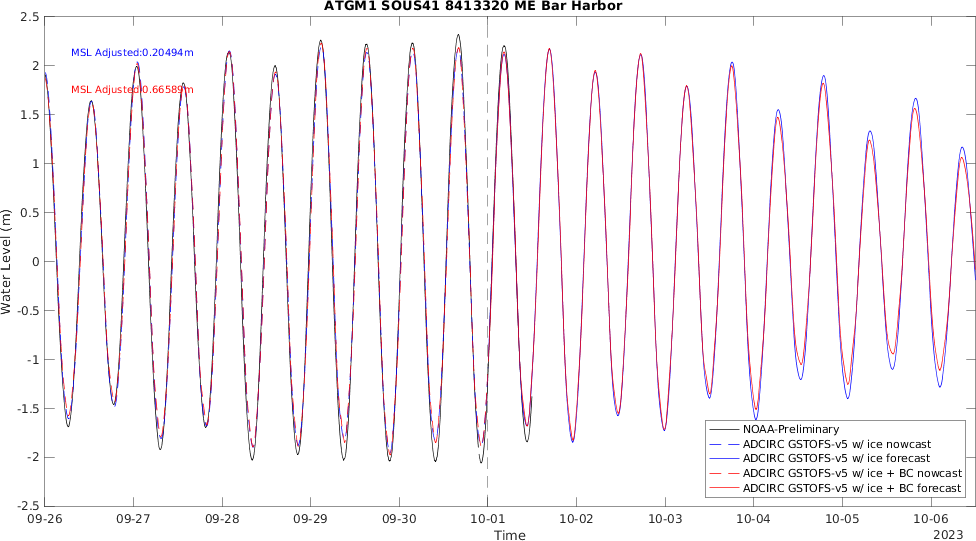 ATGM1 SOUS41 8413320 ME Bar Harbor
2.5
2
1.5
1
0.5
0
-0.5
-1
-1.5
-2
-2.5
Water Level (m)
MSL Adjusted:0.20494m
MSL Adjusted:0.66589m
NOAA-Preliminary
ADCIRC GSTOFS-v5 w/ ice nowcast
ADCIRC GSTOFS-v5 w/ ice forecast
ADCIRC GSTOFS-v5 w/ ice + BC nowcast
ADCIRC GSTOFS-v5 w/ ice + BC forecast
09-26 09-27 09-28 09-29 09-30 10-01 10-02 10-03 10-04 10-05 10-06
Time
2023